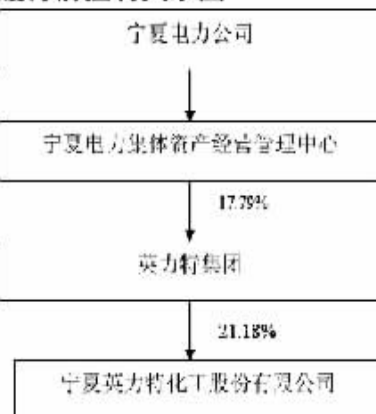 宁夏电力公司
宁夏电力集体资产经营管理中心
17.79%
英力特集团
21.18%
宁夏英力特化工股份有限公司